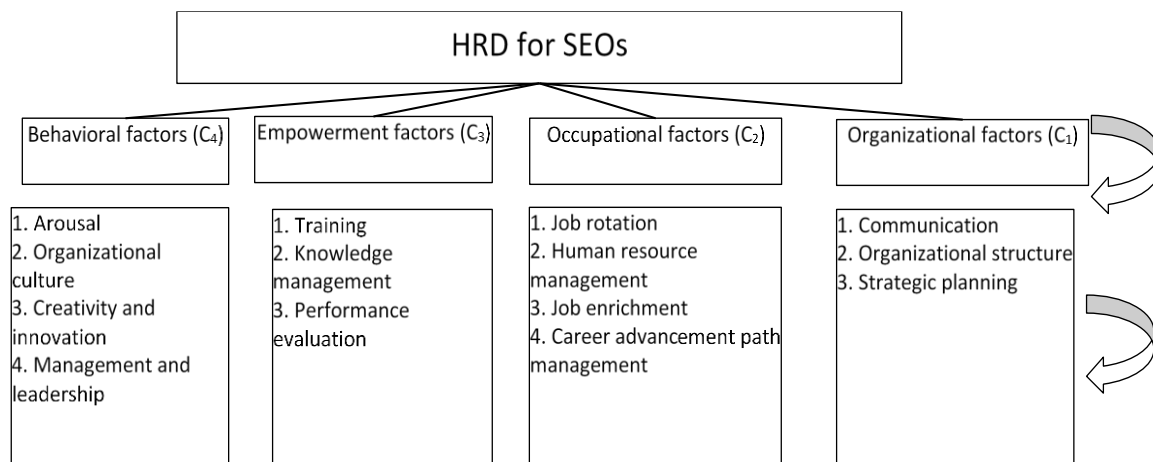 HRD for SEOs
Behavioral factors (C₄)
Empowerment factors (C₃)
Occupational factors (C₂)
Organizational factors (C₁)
1. Arousal
2. Organizational
culture
3. Creativity and
innovation
4. Management and
leadership
1. Training
2. Knowledge
management
3. Performance
evaluation
1. Job rotation
2. Human resource
management
3. Job enrichment
4. Career advancement path
management
1. Communication
2. Organizational structure
3. Strategic planning